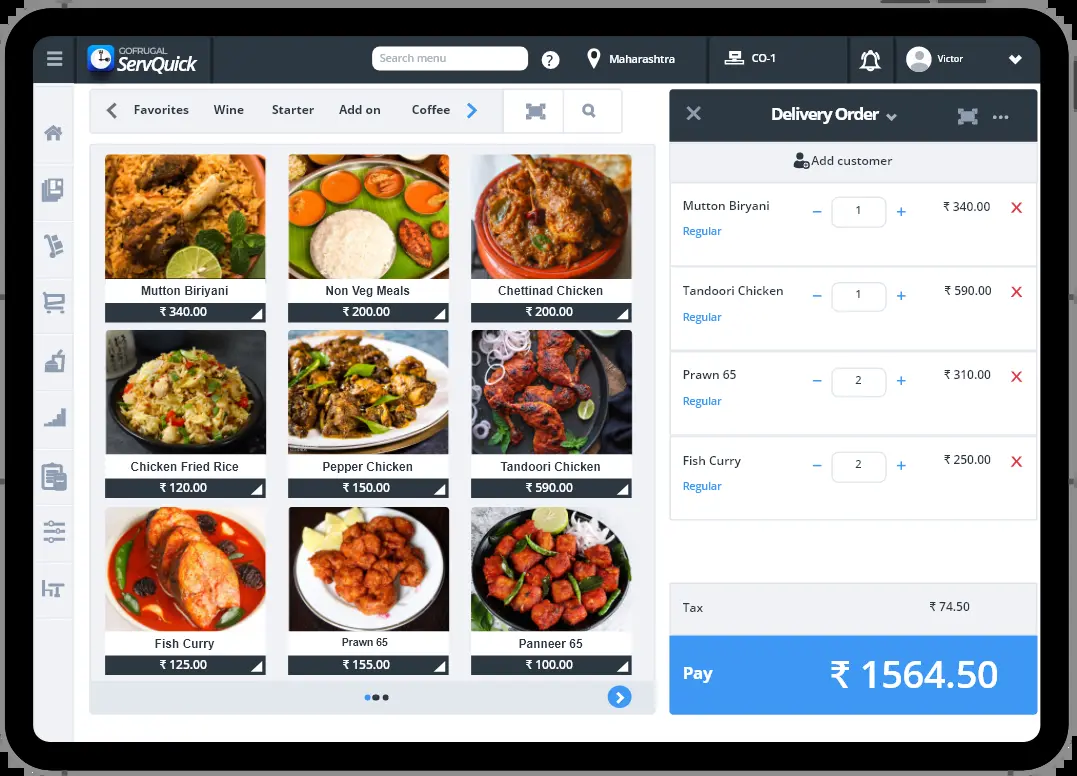 GOFRUGAL
ServQuick
Search menu
?
Maharashtra
CO-1
Victor
Favorites
Wine
Starter
Add on
Coffee
Mutton Biriyani
₹ 340.00
Non Veg Meals
₹ 200.00
Chettinad Chicken
₹ 200.00
Chicken Fried Rice
₹ 120.00
Pepper Chicken
₹ 150.00
Tandoori Chicken
₹ 590.00
Fish Curry
₹ 125.00
Prawn 65
₹ 155.00
Panneer 65
₹ 100.00
Delivery Order
Add customer
Mutton Biryani − 1 + ₹ 340.00
Regular
Tandoori Chicken − 1 + ₹ 590.00
Regular
Prawn 65 − 2 + ₹ 310.00
Regular
Fish Curry − 2 + ₹ 250.00
Regular
Tax ₹ 74.50
Pay ₹ 1564.50